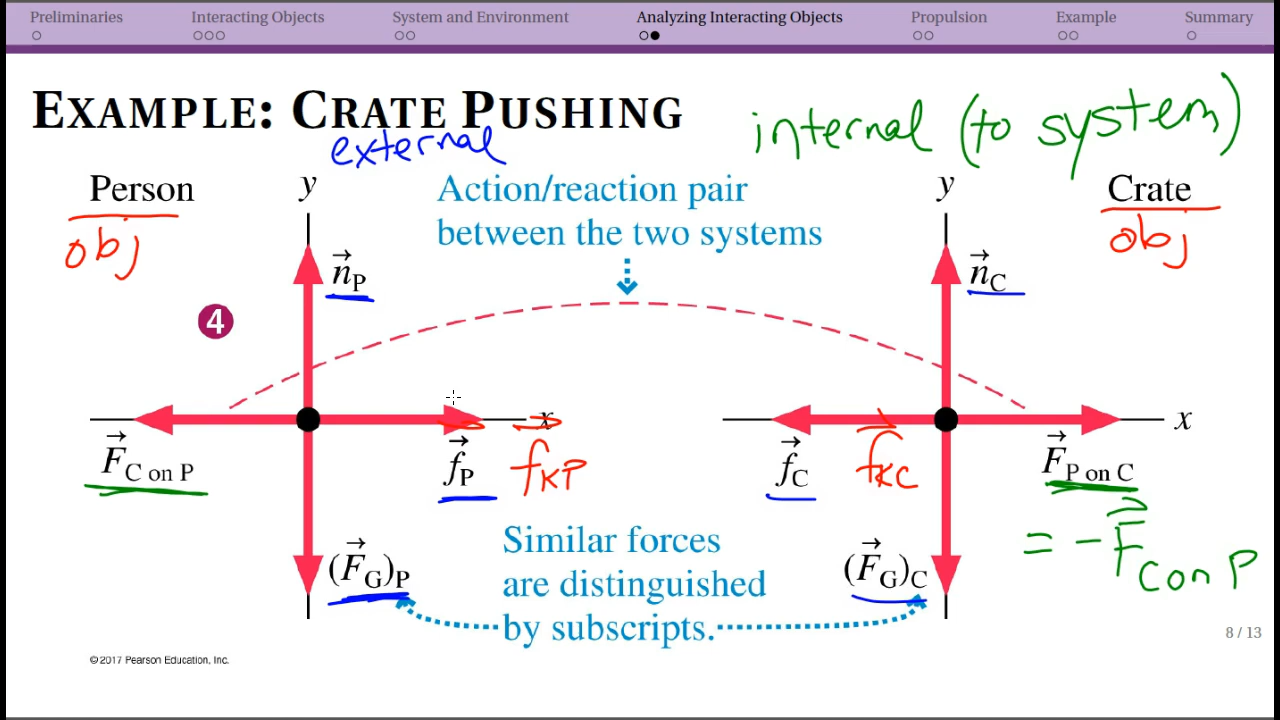 Preliminaries Interacting Objects System and Environment Analyzing Interacting Objects Propulsion Example Summary
EXAMPLE: CRATE PUSHING
external
internal (to system)
Person
obj
y
Action/reaction pair
between the two systems
y
Crate
obj
n⃗P
n⃗C
4
x
x
F⃗C on P
f⃗P
f⃗KP
f⃗C
f⃗KC
F⃗P on C
= -F⃗C on P
(F⃗G)P
Similar forces
are distinguished
by subscripts.
(F⃗G)C
8 / 13
© 2017 Pearson Education, Inc.